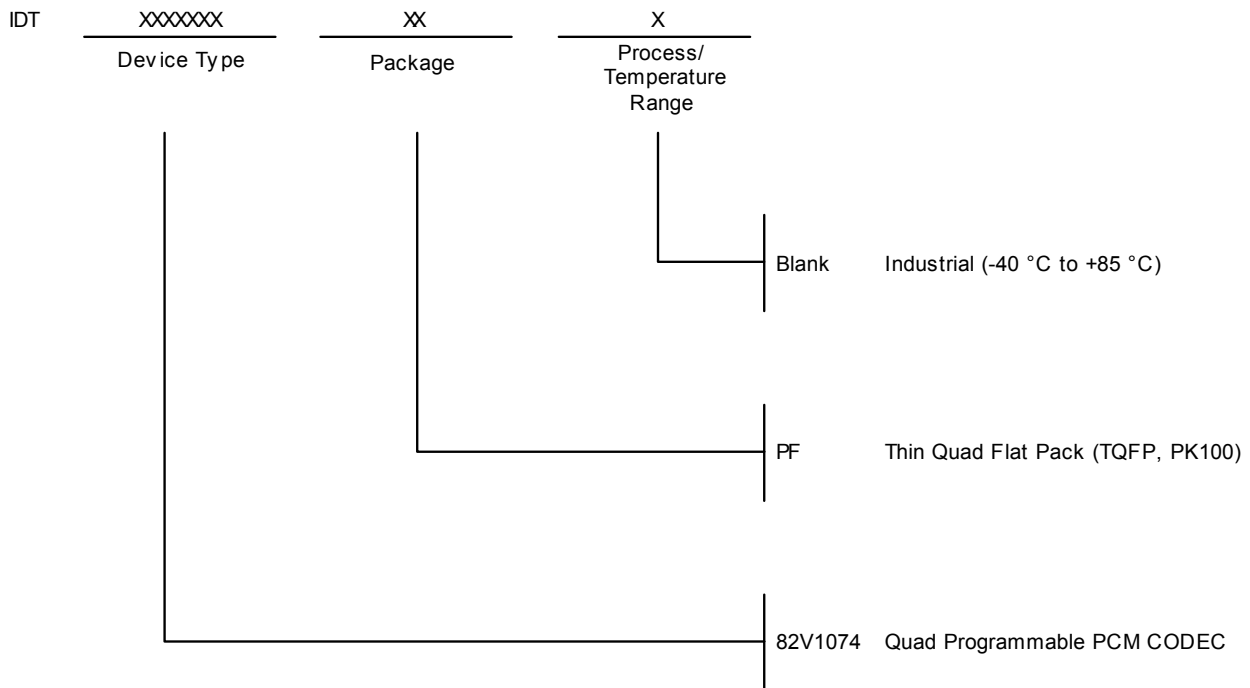 IDT XXXXXXX XX X
Device Type Package Process/
Temperature
Range
Blank Industrial (-40 °C to +85 °C)
PF Thin Quad Flat Pack (TQFP, PK100)
82V1074 Quad Programmable PCM CODEC